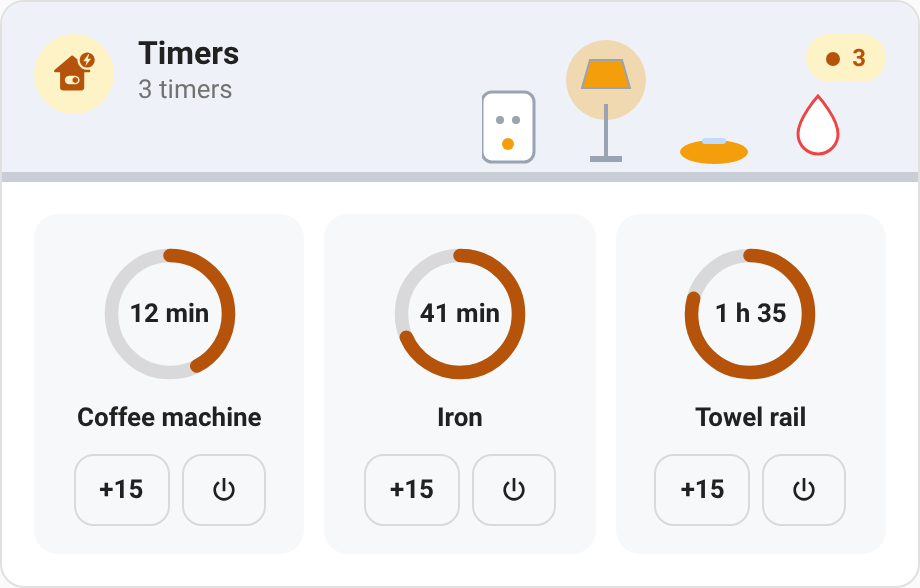 Timers
3 timers
3
12 min
41 min
1 h 35
Coffee machine
Iron
Towel rail
+15
+15
+15